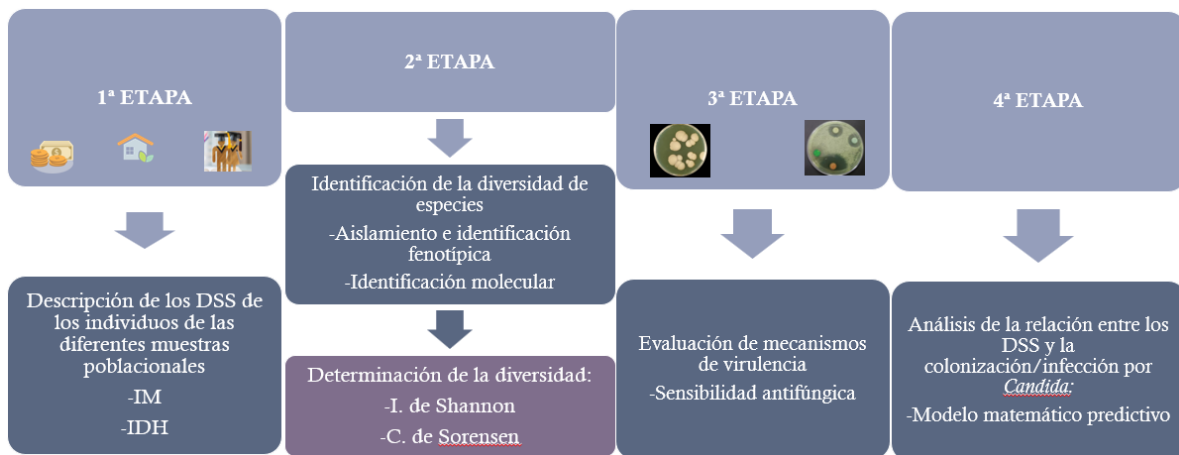 1ª ETAPA
Descripción de los DSS de
los individuos de las
diferentes muestras
poblacionales
-IM
-IDH
2ª ETAPA
Identificación de la diversidad de
especies
-Aislamiento e identificación
fenotípica
-Identificación molecular
Determinación de la diversidad:
-I. de Shannon
-C. de Sorensen
3ª ETAPA
Evaluación de mecanismos
de virulencia
-Sensibilidad antifúngica
4ª ETAPA
Análisis de la relación entre los
DSS y la
colonización/infección por
Candida:
-Modelo matemático predictivo